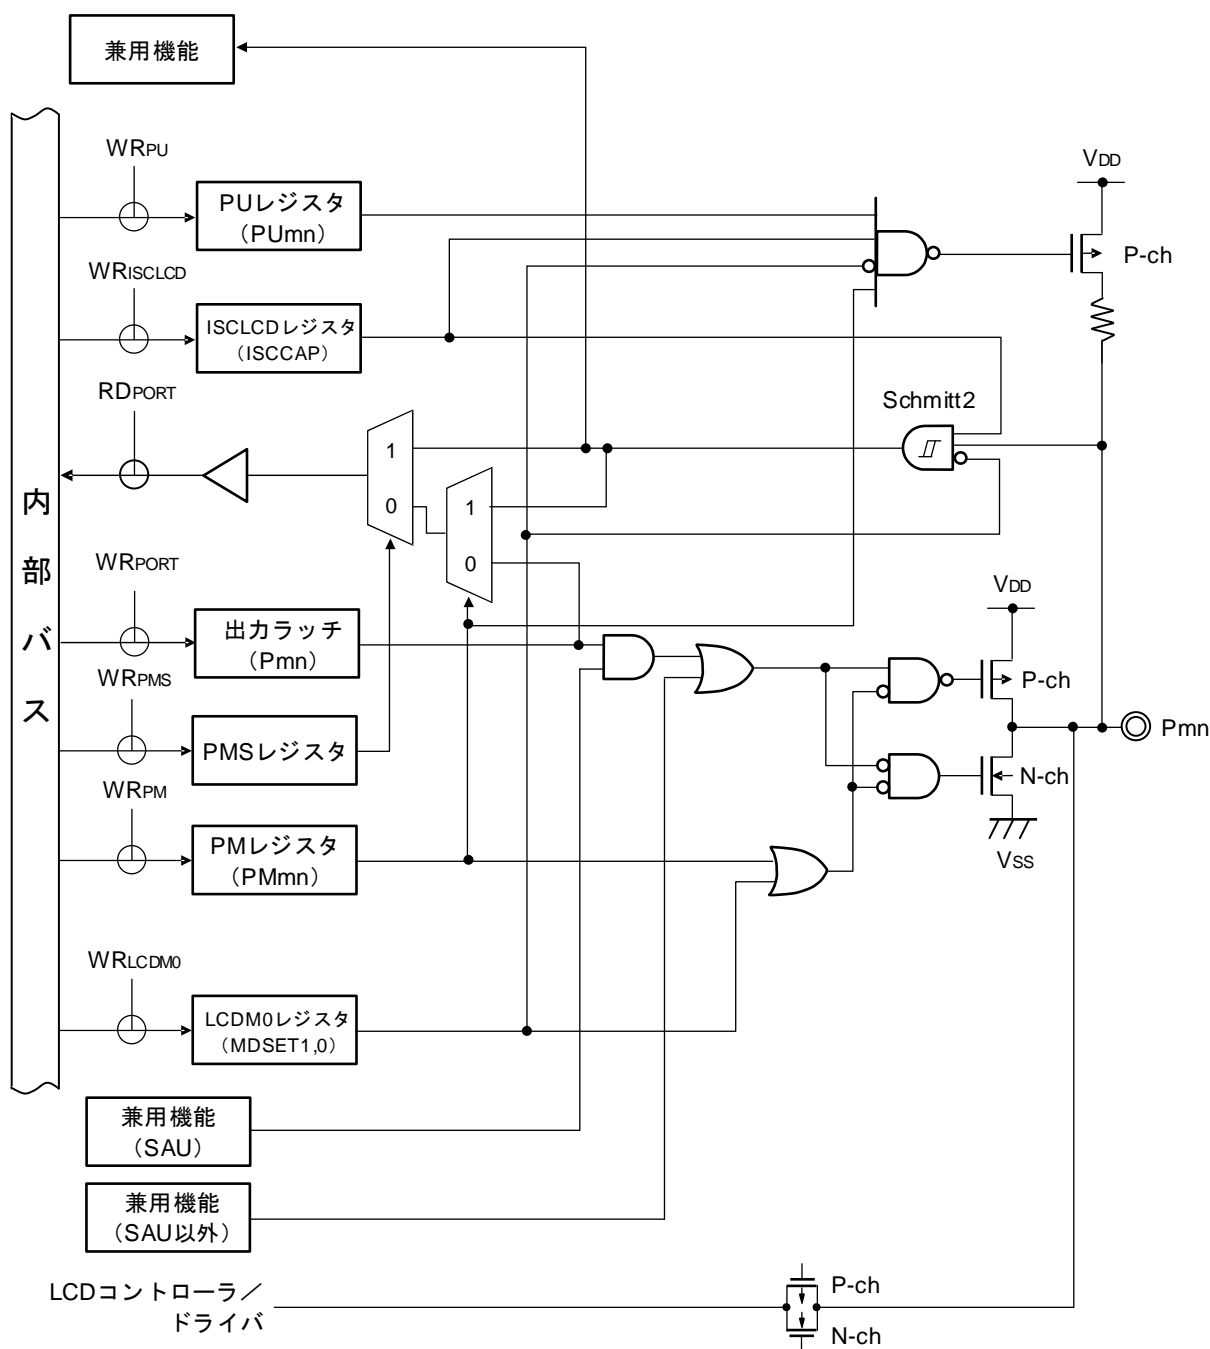 兼用機能
WRPU
VDD
PUレジスタ
(PUmn)
P-ch
WRISCLCD
ISCLCDレジスタ
(ISCCAP)
RDPORT
Schmitt2
1
0
1
0
内部バス
WRPORT
VDD
出力ラッチ
(Pmn)
WRPMS
P-ch
Pmn
PMSレジスタ
N-ch
WRPM
PMレジスタ
(PMmn)
VSS
WRLCDM0
LCDM0レジスタ
(MDSET1,0)
兼用機能
(SAU)
兼用機能
(SAU以外)
LCDコントローラ/
ドライバ
P-ch
N-ch